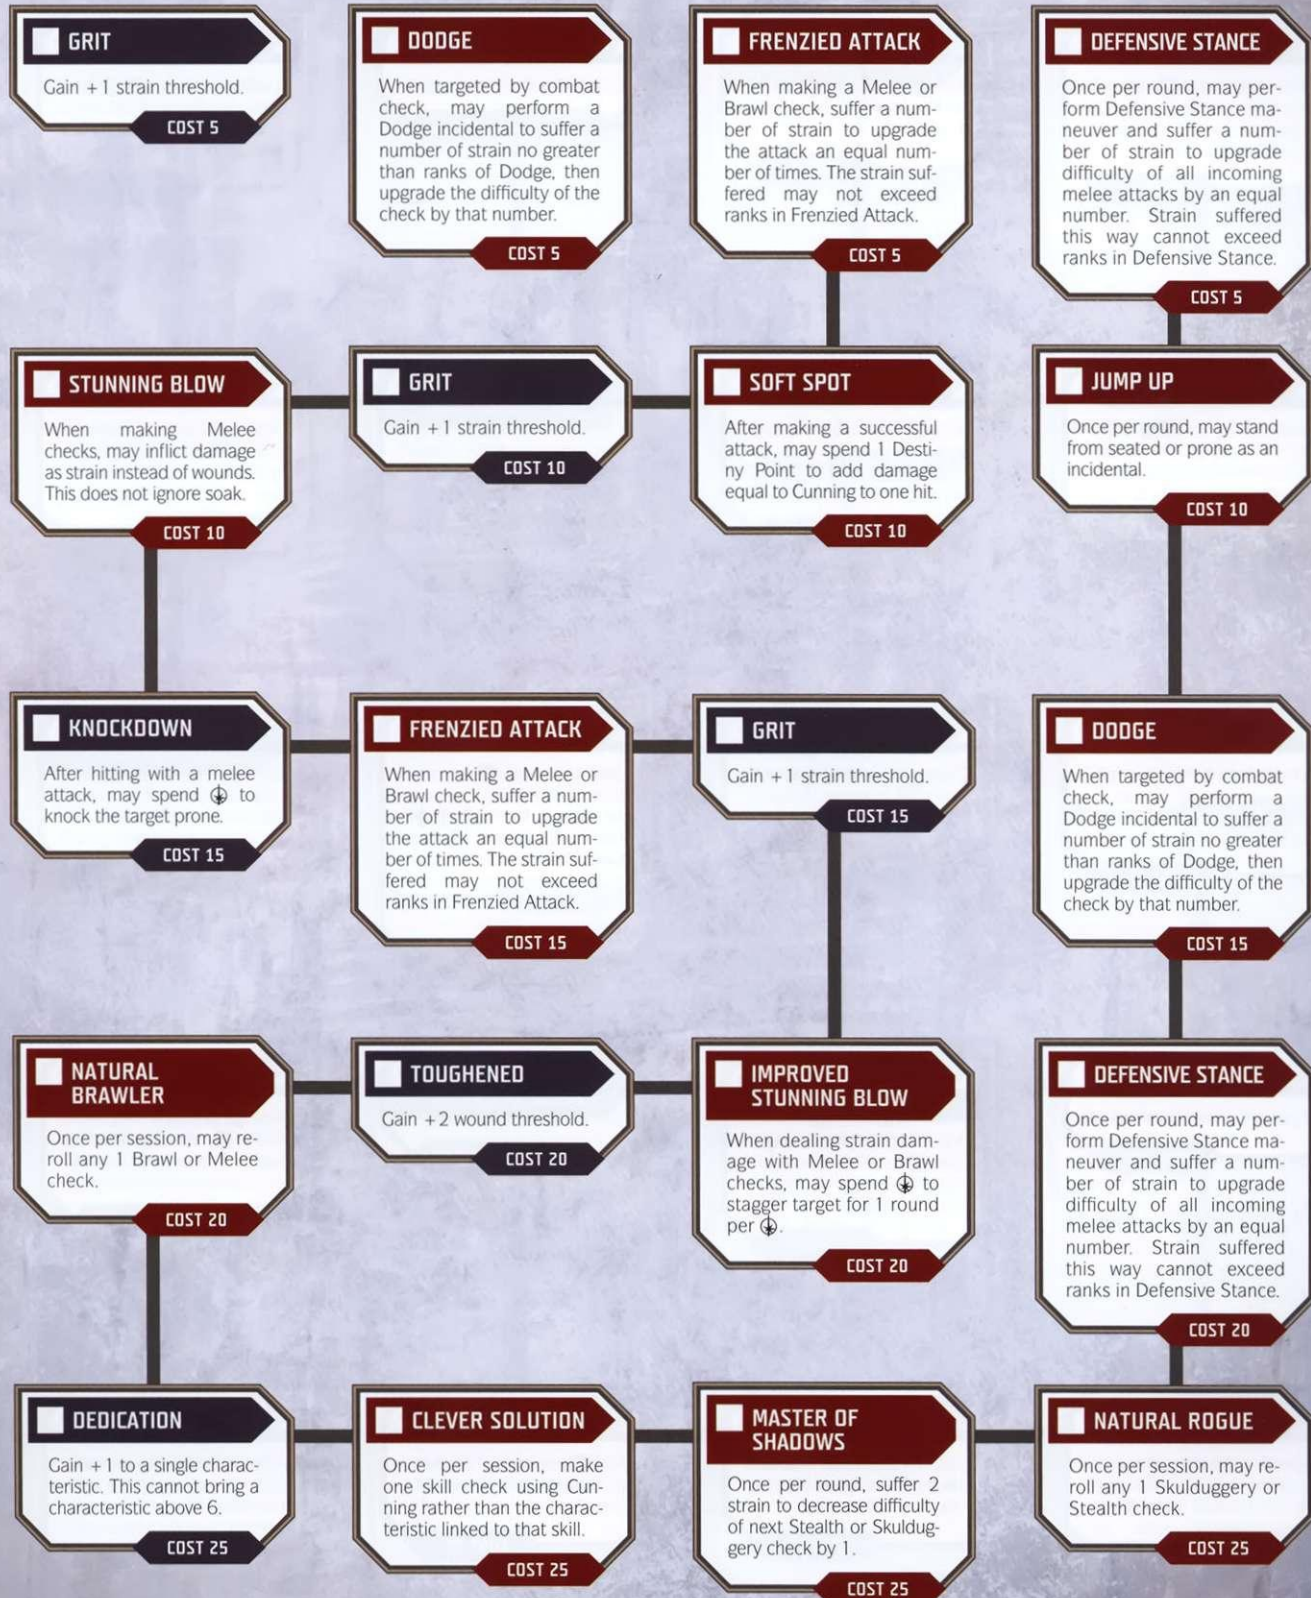 GRIT
Gain +1 strain threshold.
COST 5
DODGE
When targeted by combat
check, may perform a
Dodge incidental to suffer a
number of strain no greater
than ranks of Dodge, then
upgrade the difficulty of the
check by that number.
COST 5
FRENZIED ATTACK
When making a Melee or
Brawl check, suffer a num-
ber of strain to upgrade
the attack an equal num-
ber of times. The strain suf-
fered may not exceed
ranks in Frenzied Attack.
COST 5
DEFENSIVE STANCE
Once per round, may per-
form Defensive Stance ma-
neuver and suffer a num-
ber of strain to upgrade
difficulty of all incoming
melee attacks by an equal
number. Strain suffered
this way cannot exceed
ranks in Defensive Stance.
COST 5
STUNNING BLOW
When making Melee
checks, may inflict damage
as strain instead of wounds.
This does not ignore soak.
COST 10
GRIT
Gain +1 strain threshold.
COST 10
SOFT SPOT
After making a successful
attack, may spend 1 Desti-
ny Point to add damage
equal to Cunning to one hit.
COST 10
JUMP UP
Once per round, may stand
from seated or prone as an
incidental.
COST 10
KNOCKDOWN
After hitting with a melee
attack, may spend to
knock the target prone.
COST 15
FRENZIED ATTACK
When making a Melee or
Brawl check, suffer a num-
ber of strain to upgrade
the attack an equal num-
ber of times. The strain suf-
fered may not exceed
ranks in Frenzied Attack.
COST 15
GRIT
Gain +1 strain threshold.
COST 15
DODGE
When targeted by combat
check, may perform a
Dodge incidental to suffer a
number of strain no greater
than ranks of Dodge, then
upgrade the difficulty of the
check by that number.
COST 15
NATURAL
BRAWLER
Once per session, may re-
roll any 1 Brawl or Melee
check.
COST 20
TOUGHENED
Gain +2 wound threshold.
COST 20
IMPROVED
STUNNING BLOW
When dealing strain dam-
age with Melee or Brawl
checks, may spend to
stagger target for 1 round
per .
COST 20
DEFENSIVE STANCE
Once per round, may per-
form Defensive Stance ma-
neuver and suffer a num-
ber of strain to upgrade
difficulty of all incoming
melee attacks by an equal
number. Strain suffered
this way cannot exceed
ranks in Defensive Stance.
COST 20
DEDICATION
Gain +1 to a single charac-
teristic. This cannot bring a
characteristic above 6.
COST 25
CLEVER SOLUTION
Once per session, make
one skill check using Cun-
ning rather than the charac-
teristic linked to that skill.
COST 25
MASTER OF
SHADOWS
Once per round, suffer 2
strain to decrease difficulty
of next Stealth or Skuldug-
gery check by 1.
COST 25
NATURAL ROGUE
Once per session, may re-
roll any 1 Skulduggery or
Stealth check.
COST 25